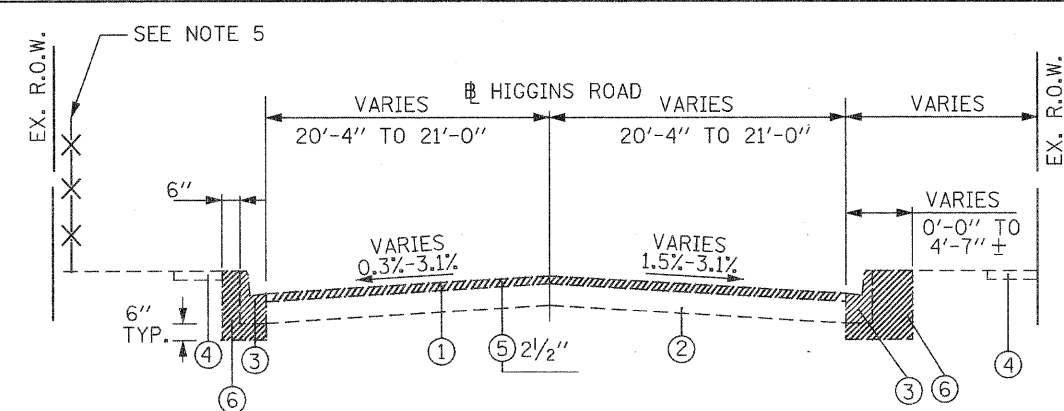 SEE NOTE 5
EX. R.O.W.
EX. R.O.W.
℄ HIGGINS ROAD
VARIES
VARIES
VARIES
20'-4" TO 21'-0"
20'-4" TO 21'-0"
6"
VARIES
0'-0" TO
4'-7" ±
VARIES
0.3%-3.1%
VARIES
1.5%-3.1%
6"
TYP.
4
3
6
1
5
2 1/2"
2
3
6
4